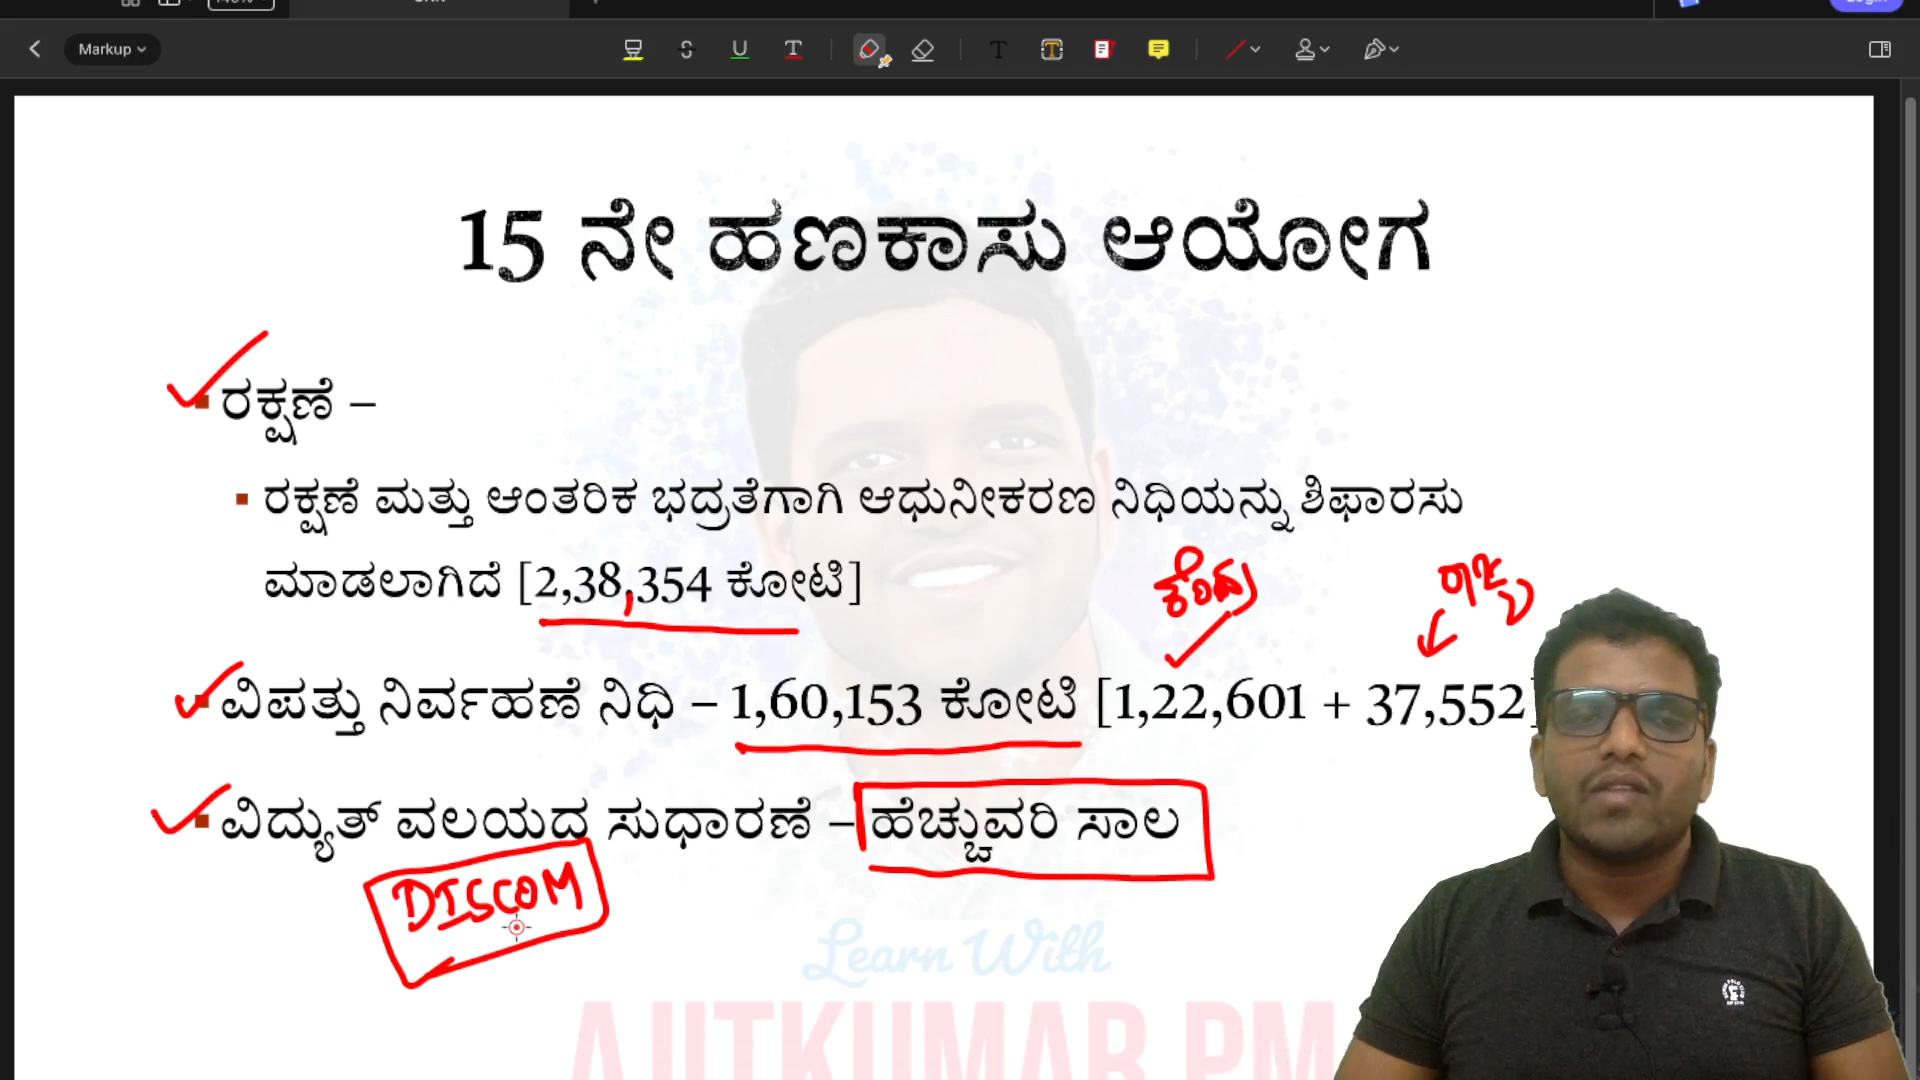 Markup
15 ನೇ ಹಣಕಾಸು ಆಯೋಗ
ರಕ್ಷಣೆ –
ರಕ್ಷಣೆ ಮತ್ತು ಆಂತರಿಕ ಭದ್ರತೆಗಾಗಿ ಆಧುನೀಕರಣ ನಿಧಿಯನ್ನು ಶಿಫಾರಸು
ಮಾಡಲಾಗಿದೆ [2,38,354 ಕೋಟಿ]
ವಿಪತ್ತು ನಿರ್ವಹಣೆ ನಿಧಿ – 1,60,153 ಕೋಟಿ [1,22,601 + 37,552]
ವಿದ್ಯುತ್ ವಲಯದ ಸುಧಾರಣೆ – ಹೆಚ್ಚುವರಿ ಸಾಲ
DISCOM
Learn With
AJITKUMAR PM